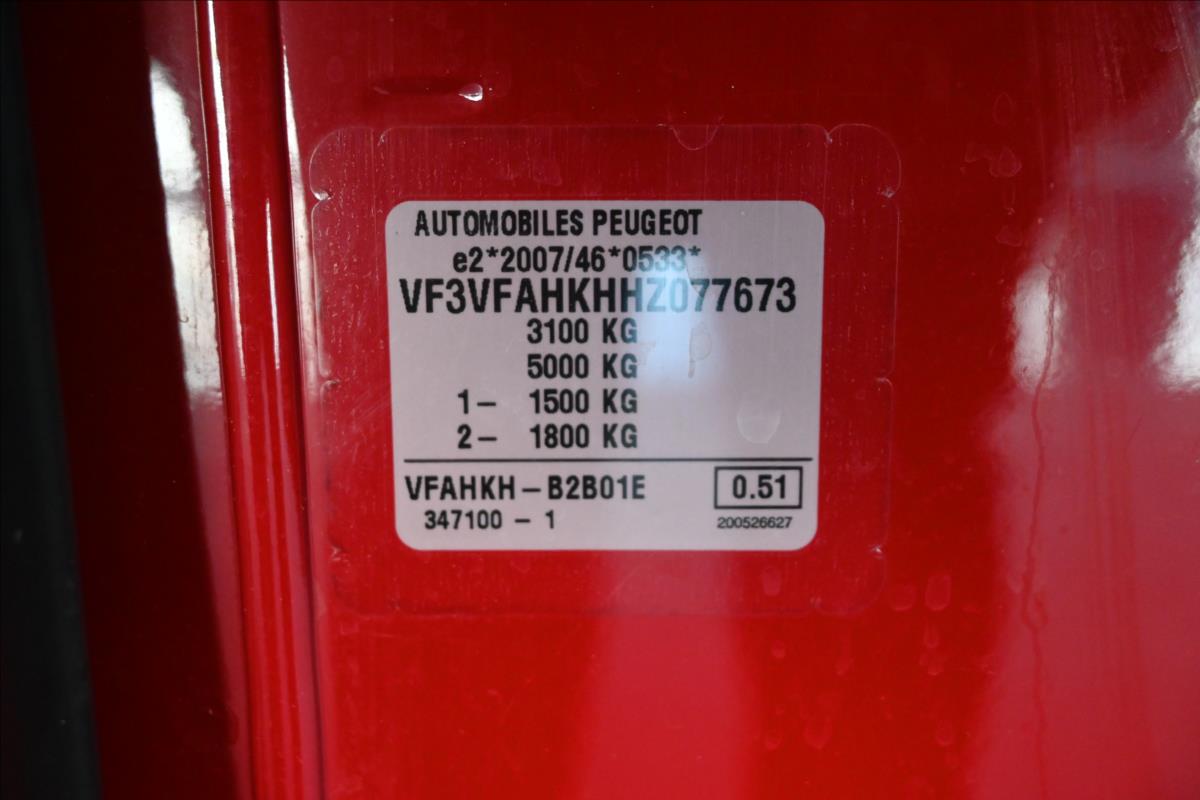 AUTOMOBILES PEUGEOT
e2*2007/46*0533*
VF3VFAHKHHZ077673
3100 KG
5000 KG
1- 1500 KG
2- 1800 KG
VFAHKH-B2B01E 0.51
347100 - 1 200526627